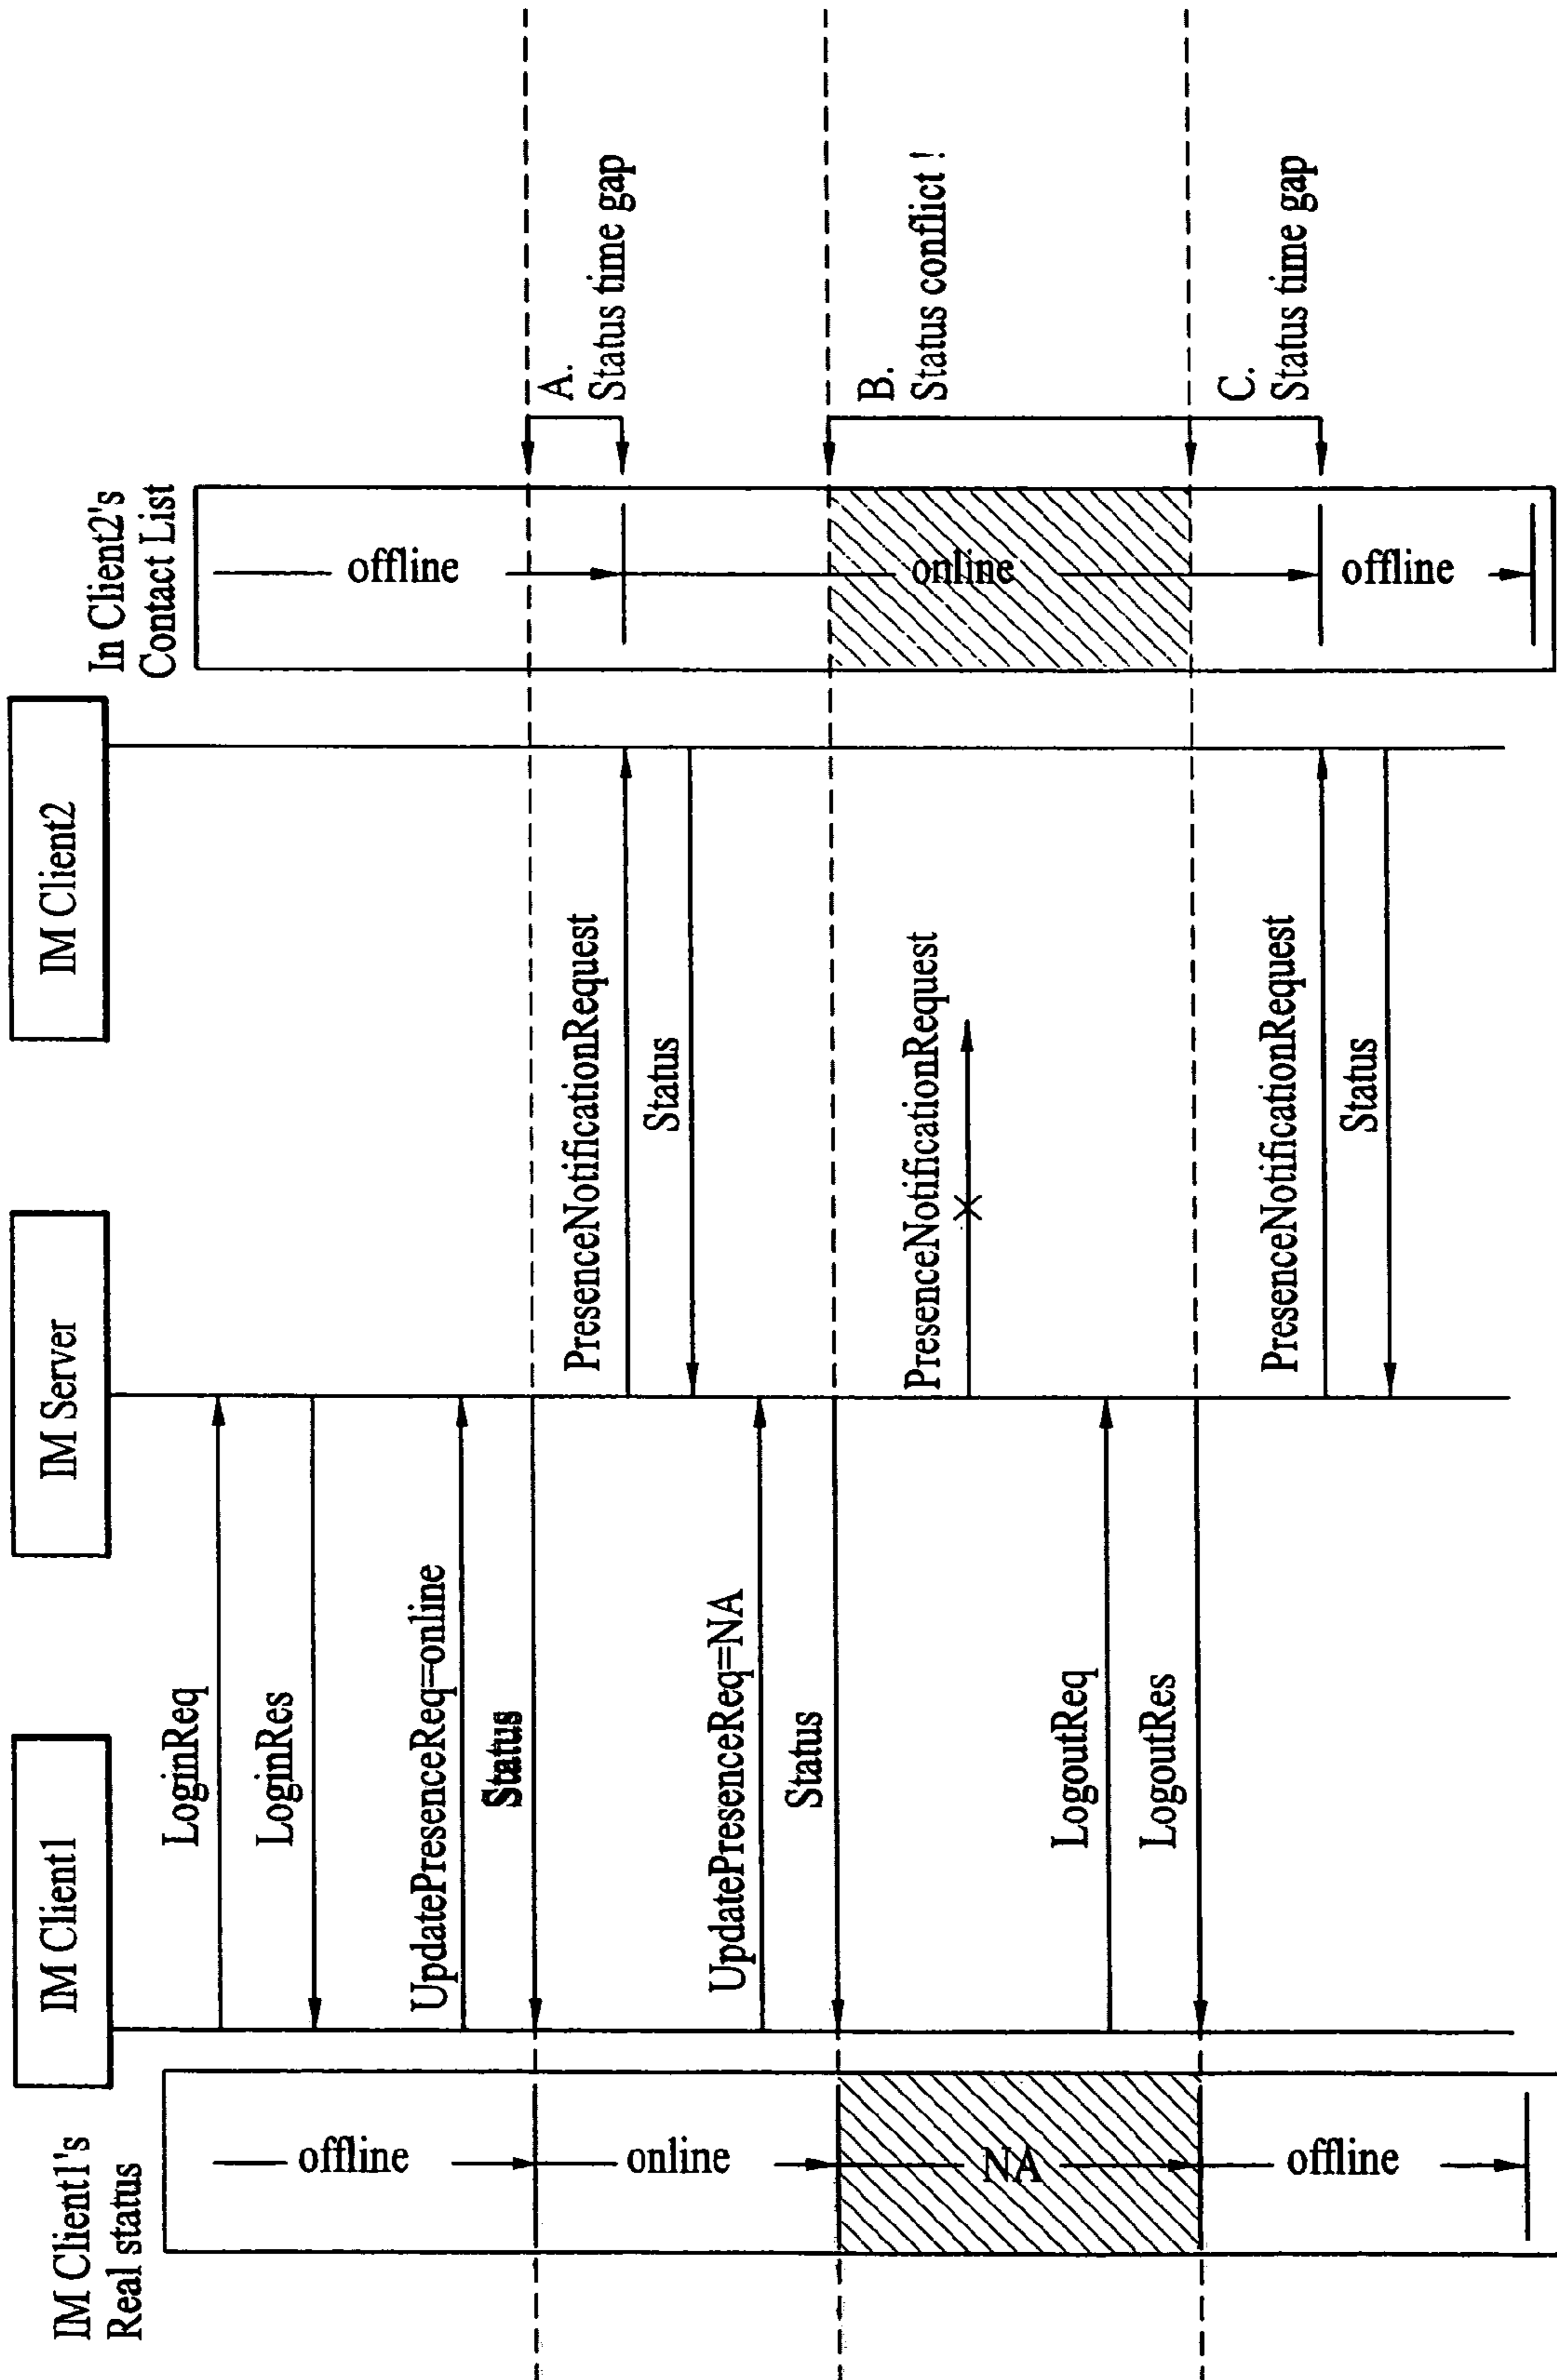 IM Client1's
Real status
IM Client1
IM Server
IM Client2
In Client2's
Contact List
LoginReq
LoginRes
UpdatePresenceReq=online
Status
PresenceNotificationRequest
Status
UpdatePresenceReq=NA
Status
PresenceNotificationRequest
LogoutReq
LogoutRes
PresenceNotificationRequest
Status
offline
online
NA
offline
offline
online
offline
A.
Status time gap
B.
Status conflict !
C.
Status time gap